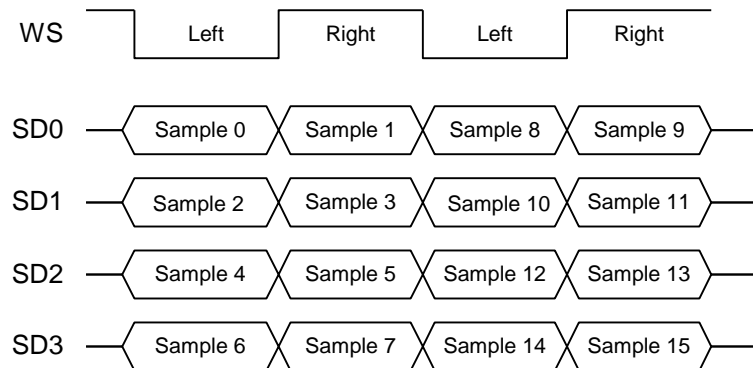 WS Left Right Left Right
SD0 Sample 0 Sample 1 Sample 8 Sample 9
SD1 Sample 2 Sample 3 Sample 10 Sample 11
SD2 Sample 4 Sample 5 Sample 12 Sample 13
SD3 Sample 6 Sample 7 Sample 14 Sample 15